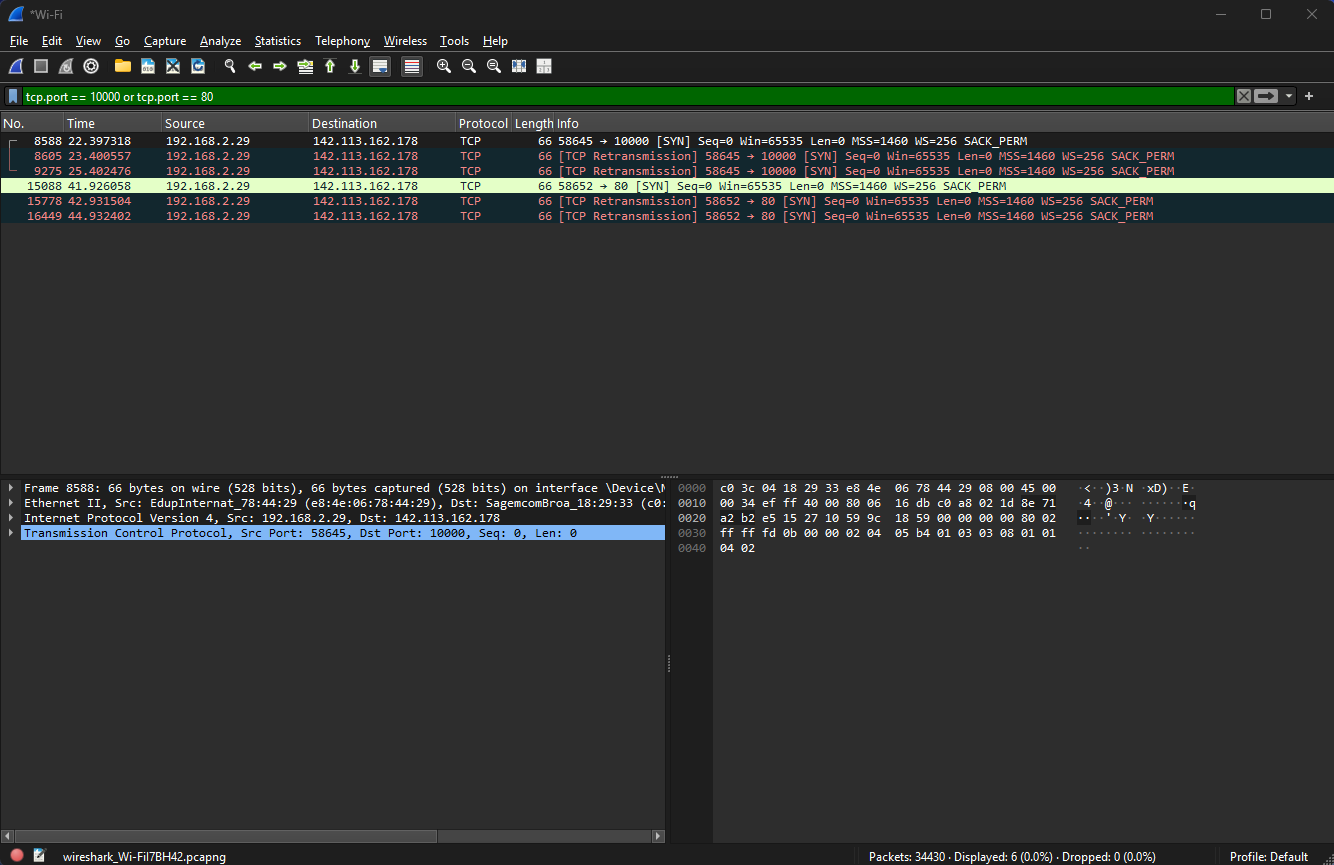 *Wi-Fi
File Edit View Go Capture Analyze Statistics Telephony Wireless Tools Help
tcp.port == 10000 or tcp.port == 80
No. Time Source Destination Protocol Length Info
8588 22.397318 192.168.2.29 142.113.162.178 TCP 66 58645 → 10000 [SYN] Seq=0 Win=65535 Len=0 MSS=1460 WS=256 SACK_PERM
8605 23.400557 192.168.2.29 142.113.162.178 TCP 66 [TCP Retransmission] 58645 → 10000 [SYN] Seq=0 Win=65535 Len=0 MSS=1460 WS=256 SACK_PERM
9275 25.402476 192.168.2.29 142.113.162.178 TCP 66 [TCP Retransmission] 58645 → 10000 [SYN] Seq=0 Win=65535 Len=0 MSS=1460 WS=256 SACK_PERM
15088 41.926058 192.168.2.29 142.113.162.178 TCP 66 58652 → 80 [SYN] Seq=0 Win=65535 Len=0 MSS=1460 WS=256 SACK_PERM
15778 42.931504 192.168.2.29 142.113.162.178 TCP 66 [TCP Retransmission] 58652 → 80 [SYN] Seq=0 Win=65535 Len=0 MSS=1460 WS=256 SACK_PERM
16449 44.932402 192.168.2.29 142.113.162.178 TCP 66 [TCP Retransmission] 58652 → 80 [SYN] Seq=0 Win=65535 Len=0 MSS=1460 WS=256 SACK_PERM
Frame 8588: 66 bytes on wire (528 bits), 66 bytes captured (528 bits) on interface \Device\N
Ethernet II, Src: EdupInternat_78:44:29 (e8:4e:06:78:44:29), Dst: SagemcomBroa_18:29:33 (c0:
Internet Protocol Version 4, Src: 192.168.2.29, Dst: 142.113.162.178
Transmission Control Protocol, Src Port: 58645, Dst Port: 10000, Seq: 0, Len: 0
0000 c0 3c 04 18 29 33 e8 4e 06 78 44 29 08 00 45 00 ·<··)3·N ·xD)··E·
0010 00 34 ef ff 40 00 80 06 16 db c0 a8 02 1d 8e 71 ·4··@··· ·······q
0020 a2 b2 e5 15 27 10 59 9c 18 59 00 00 00 00 80 02 ····'·Y· ·Y······
0030 ff ff fd 0b 00 00 02 04 05 b4 01 03 03 08 01 01 ········ ········
0040 04 02 ··
wireshark_Wi-FiI7BH42.pcapng
Packets: 34430 · Displayed: 6 (0.0%) · Dropped: 0 (0.0%)
Profile: Default